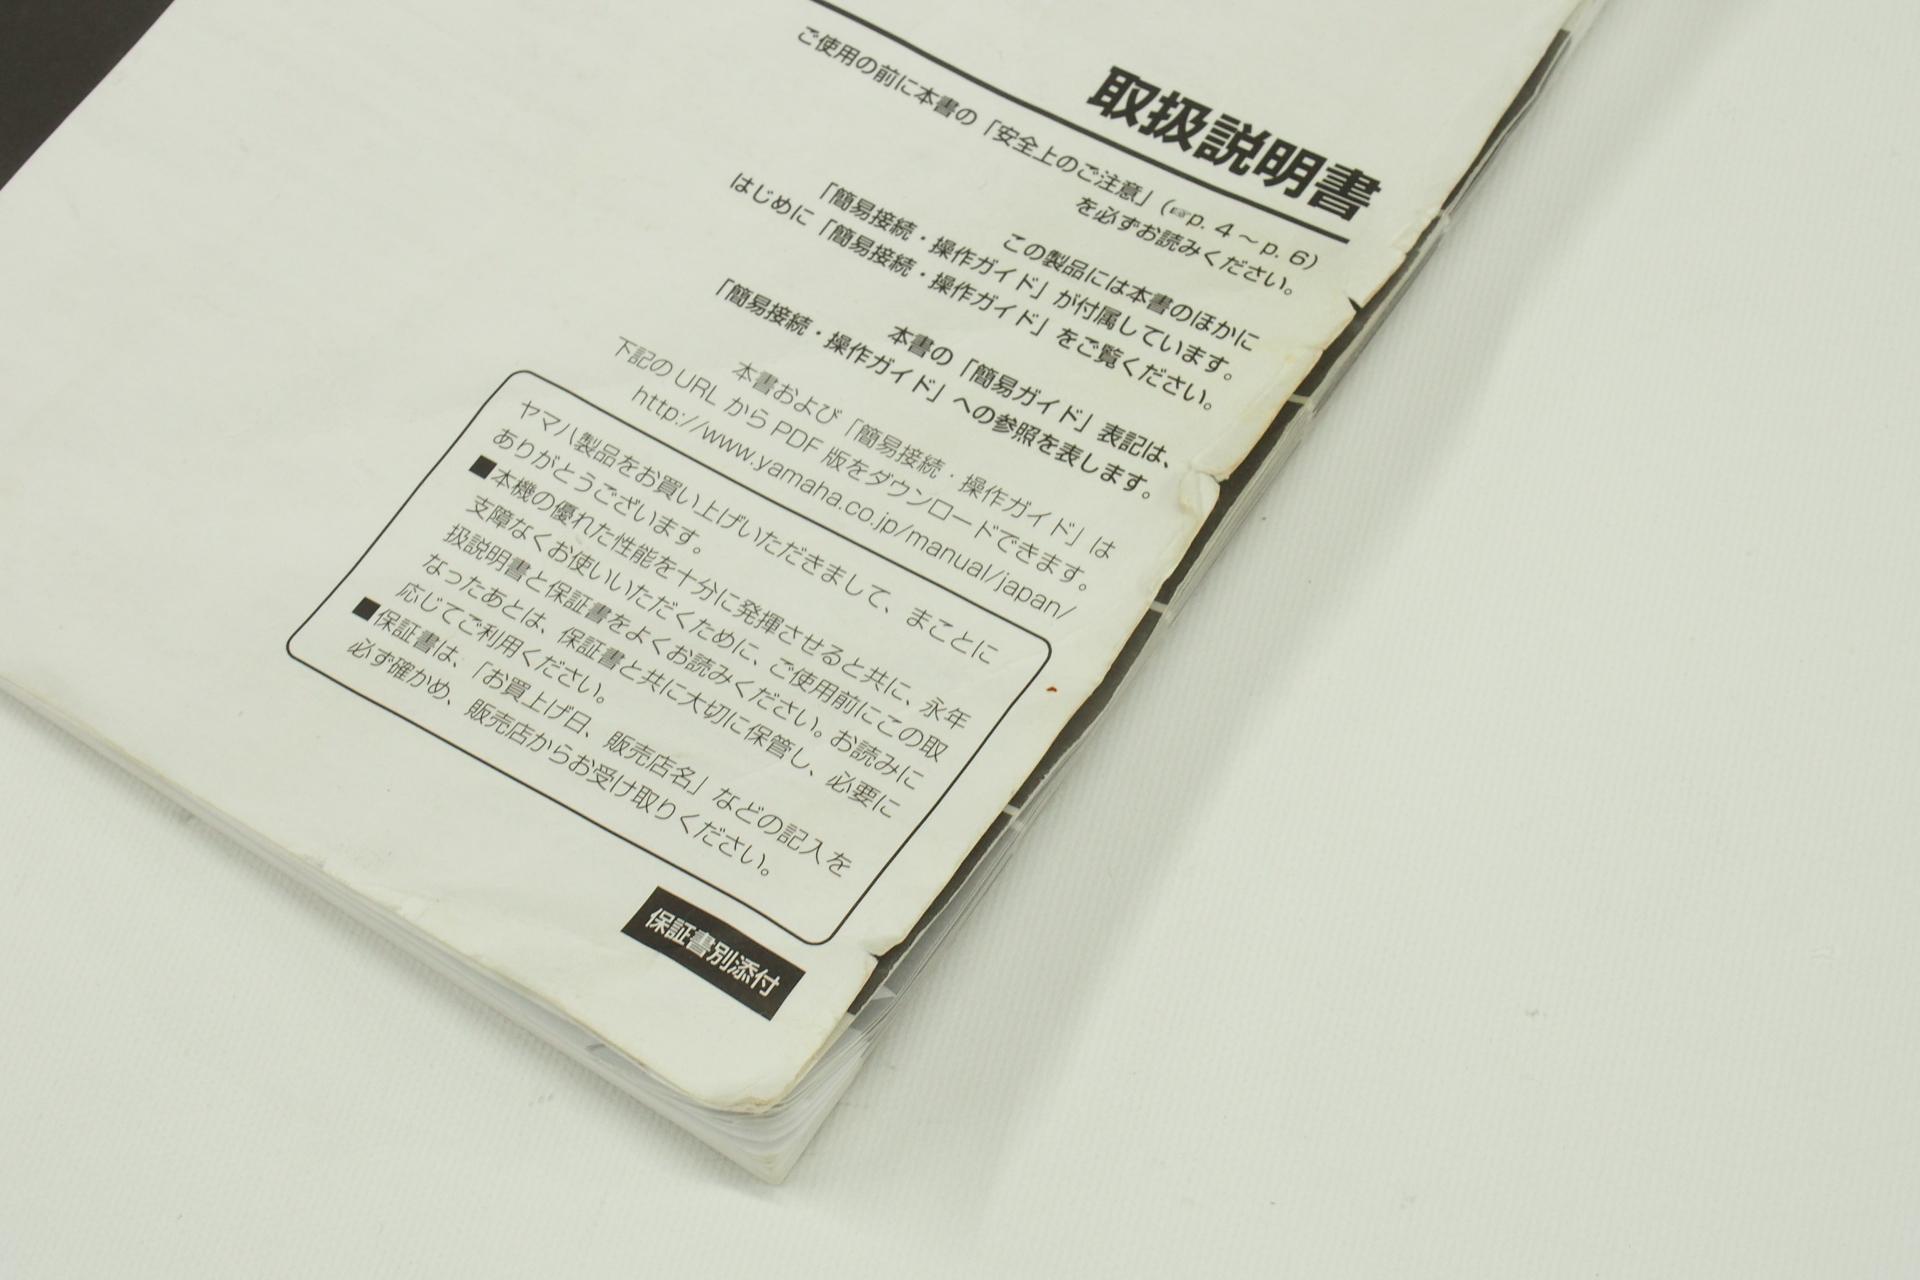 取扱説明書
ご使用の前に本書の「安全上のご注意」(☞p. 4～p. 6)
を必ずお読みください。
この製品には本書のほかに
「簡易接続・操作ガイド」が付属しています。
はじめに「簡易接続・操作ガイド」をご覧ください。
本書の「簡易ガイド」表記は、
「簡易接続・操作ガイド」への参照を表します。
本書および「簡易接続・操作ガイド」は
下記の URL から PDF 版をダウンロードできます。
http://www.yamaha.co.jp/manual/japan/
ヤマハ製品をお買い上げいただきまして、まことに
ありがとうございます。
■本機の優れた性能を十分に発揮させると共に、永年
支障なくお使いいただくために、ご使用前にこの取
扱説明書と保証書をよくお読みください。お読みに
なったあとは、保証書と共に大切に保管し、必要に
応じてご利用ください。
■保証書は、「お買上げ日、販売店名」などの記入を
必ず確かめ、販売店からお受け取りください。
保証書別添付